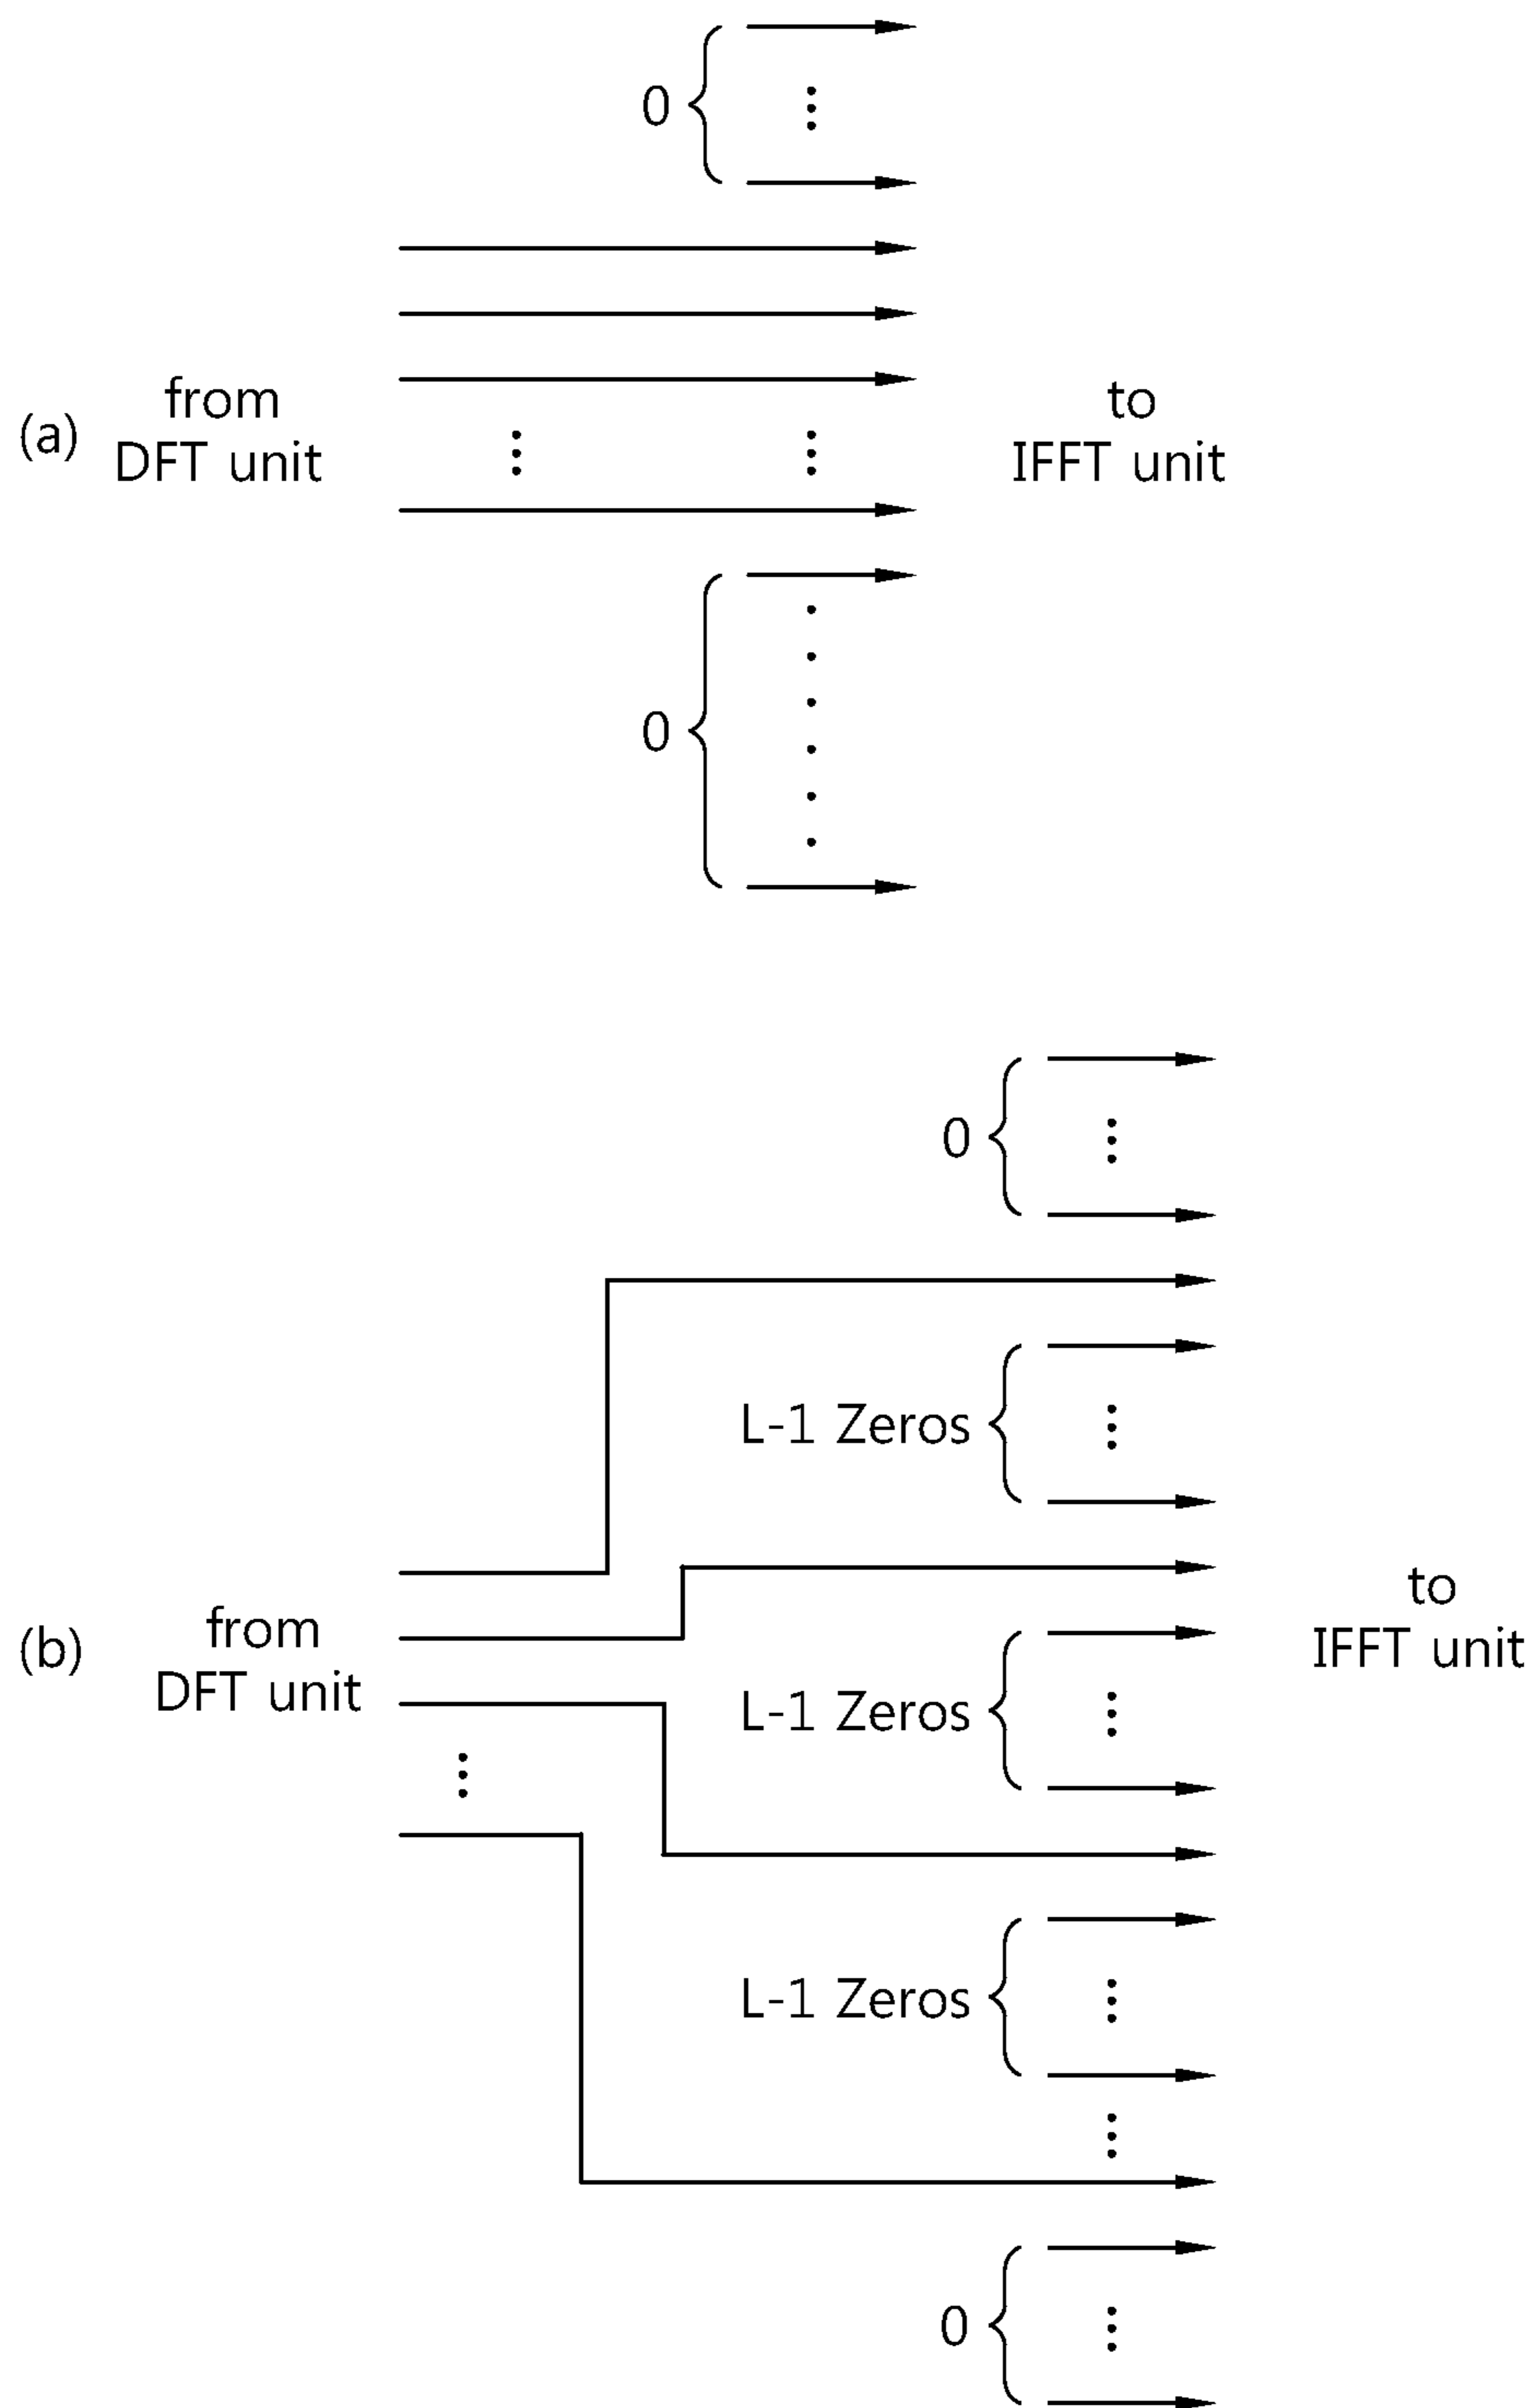 0
(a)
from
DFT unit
to
IFFT unit
0
0
L-1 Zeros
(b)
from
DFT unit
L-1 Zeros
to
IFFT unit
L-1 Zeros
0